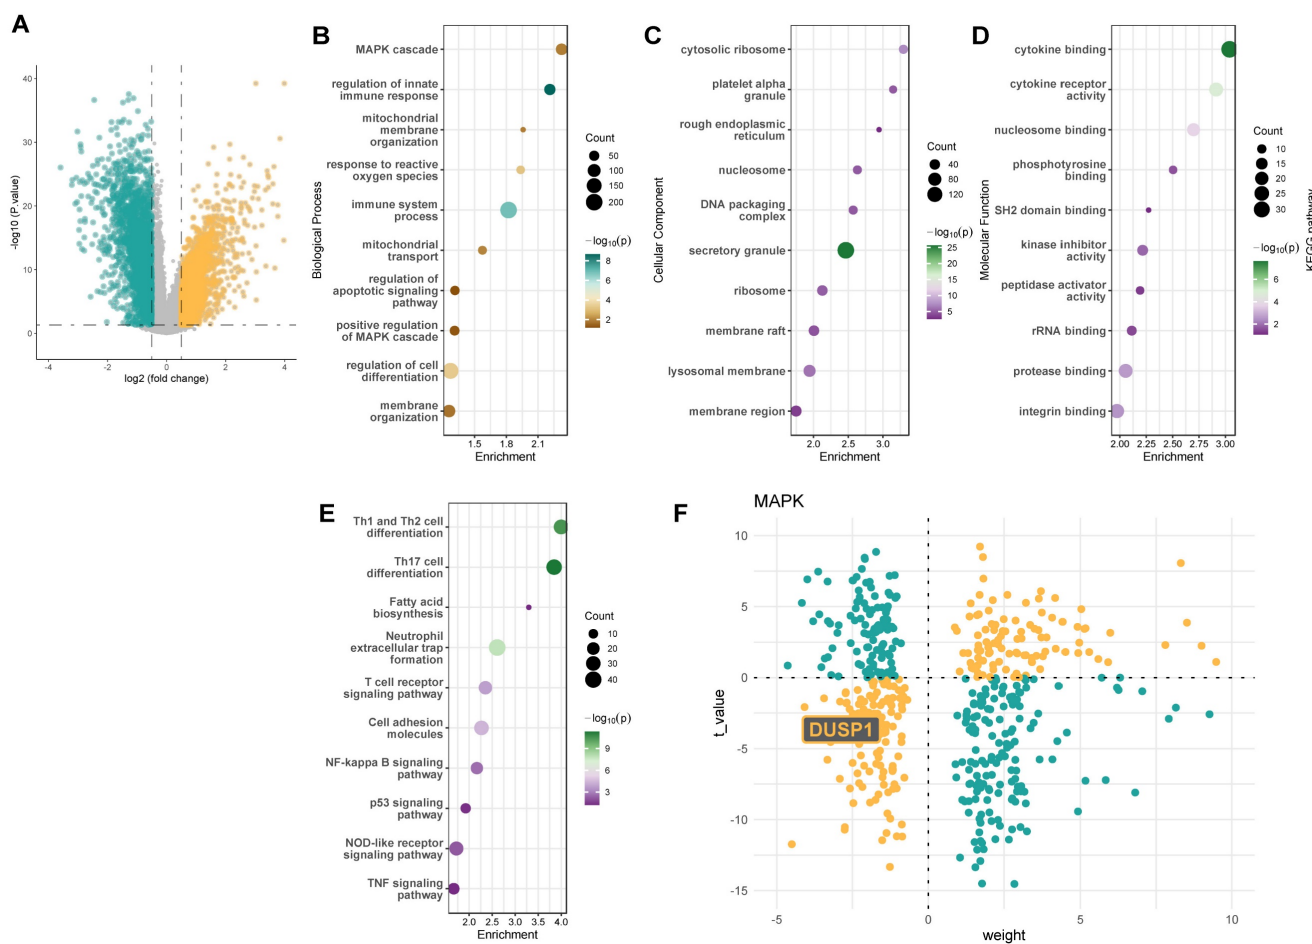 A
-log10 (P.value)
40
30
20
10
0
-4
-2
0
2
4
log2 (fold change)
B
Biological Process
MAPK cascade
regulation of innate
immune response
mitochondrial
membrane
organization
response to reactive
oxygen species
immune system
process
mitochondrial
transport
regulation of
apoptotic signaling
pathway
positive regulation
of MAPK cascade
regulation of cell
differentiation
membrane
organization
1.5
1.8
2.1
Enrichment
Count
50
100
150
200
−log10(p)
8
6
4
2
C
Cellular Component
cytosolic ribosome
platelet alpha
granule
rough endoplasmic
reticulum
nucleosome
DNA packaging
complex
secretory granule
ribosome
membrane raft
lysosomal membrane
membrane region
2.0
2.5
3.0
Enrichment
Count
40
80
120
−log10(p)
25
20
15
10
5
D
Molecular Function
cytokine binding
cytokine receptor
activity
nucleosome binding
phosphotyrosine
binding
SH2 domain binding
kinase inhibitor
activity
peptidase activator
activity
rRNA binding
protease binding
integrin binding
2.00
2.25
2.50
2.75
3.00
Enrichment
Count
10
15
20
25
30
−log10(p)
6
4
2
KEGG pathway
E
Th1 and Th2 cell
differentiation
Th17 cell
differentiation
Fatty acid
biosynthesis
Neutrophil
extracellular trap
formation
T cell receptor
signaling pathway
Cell adhesion
molecules
NF-kappa B signaling
pathway
p53 signaling
pathway
NOD-like receptor
signaling pathway
TNF signaling
pathway
2.0
2.5
3.0
3.5
4.0
Enrichment
Count
10
20
30
40
−log10(p)
9
6
3
F
MAPK
t_value
10
5
0
-5
-10
-15
DUSP1
-5
0
5
10
weight